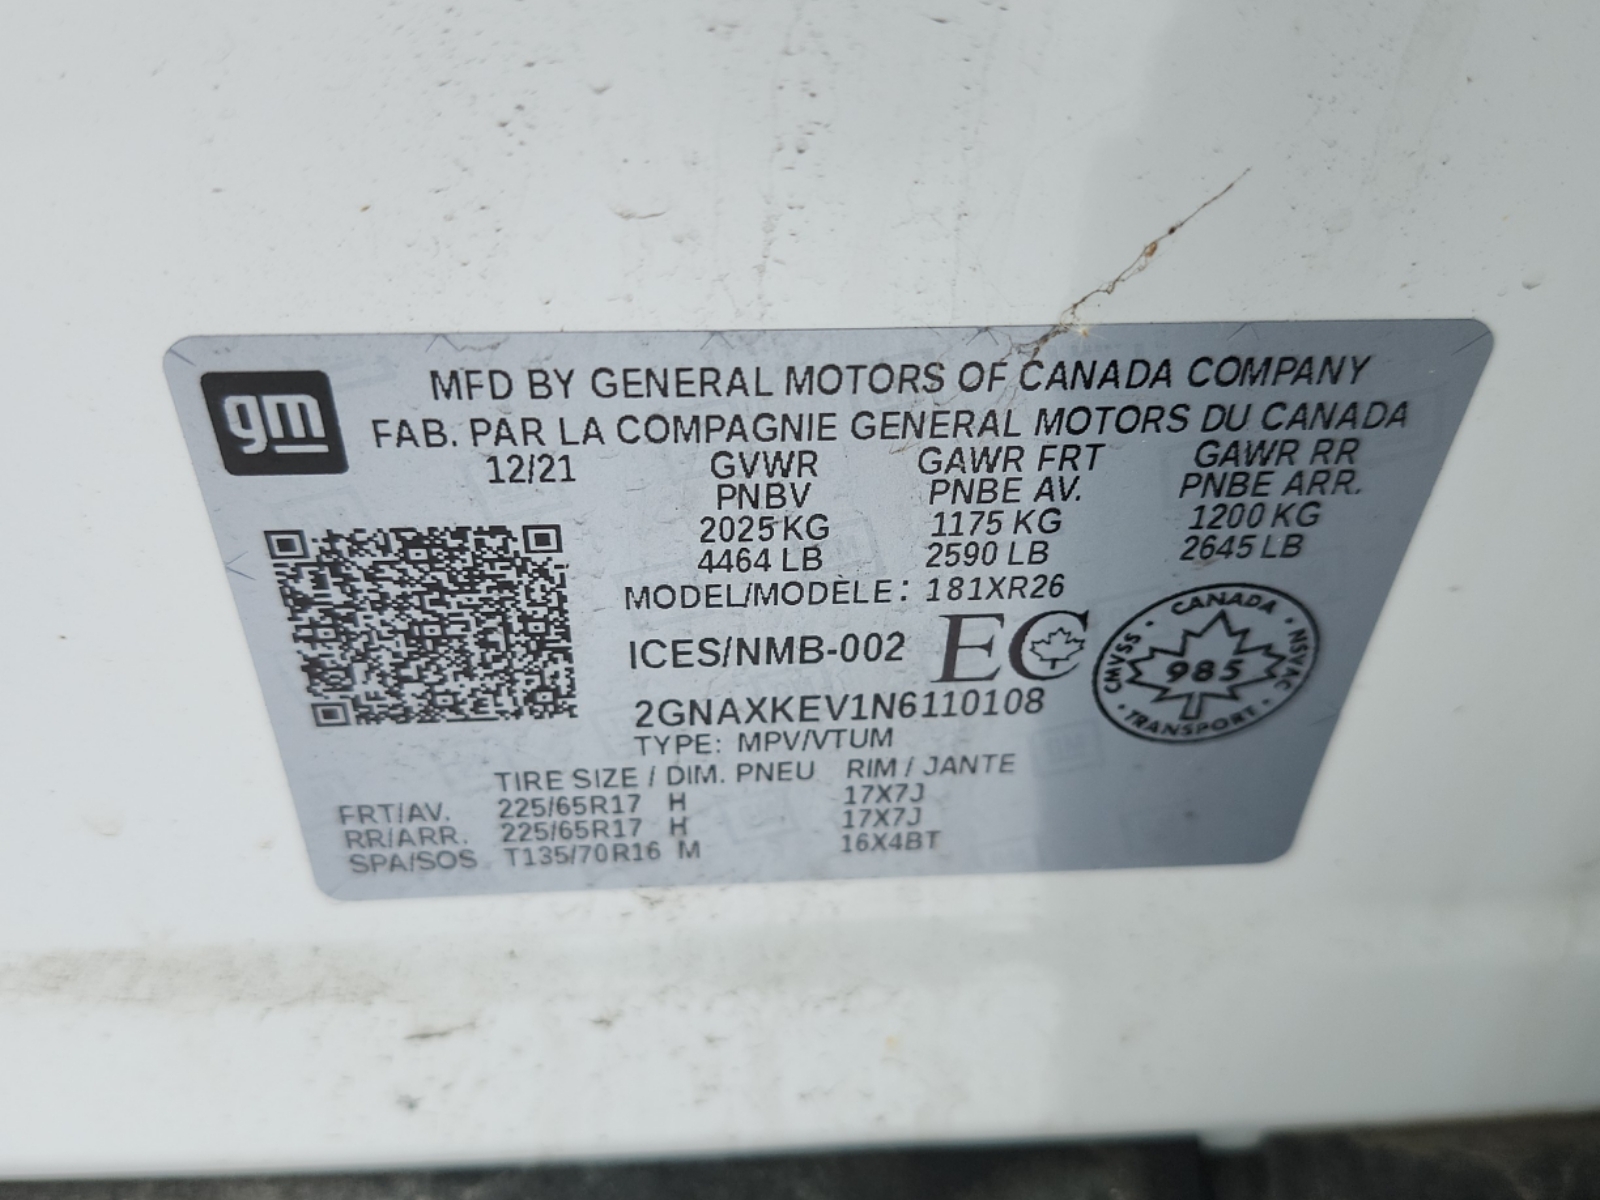 gm
MFD BY GENERAL MOTORS OF CANADA COMPANY
FAB. PAR LA COMPAGNIE GENERAL MOTORS DU CANADA
12/21 GVWR GAWR FRT GAWR RR
PNBV PNBE AV. PNBE ARR.
2025 KG 1175 KG 1200 KG
4464 LB 2590 LB 2645 LB
MODEL/MODÈLE: 181XR26
ICES/NMB-002 EC
CANADA
CMVSS 985 NSVAC
TRANSPORT
2GNAXKEV1N6110108
TYPE: MPV/VTUM
TIRE SIZE / DIM. PNEU RIM / JANTE
FRT/AV. 225/65R17 H 17X7J
RR/ARR. 225/65R17 H 17X7J
SPA/SOS T135/70R16 M 16X4BT